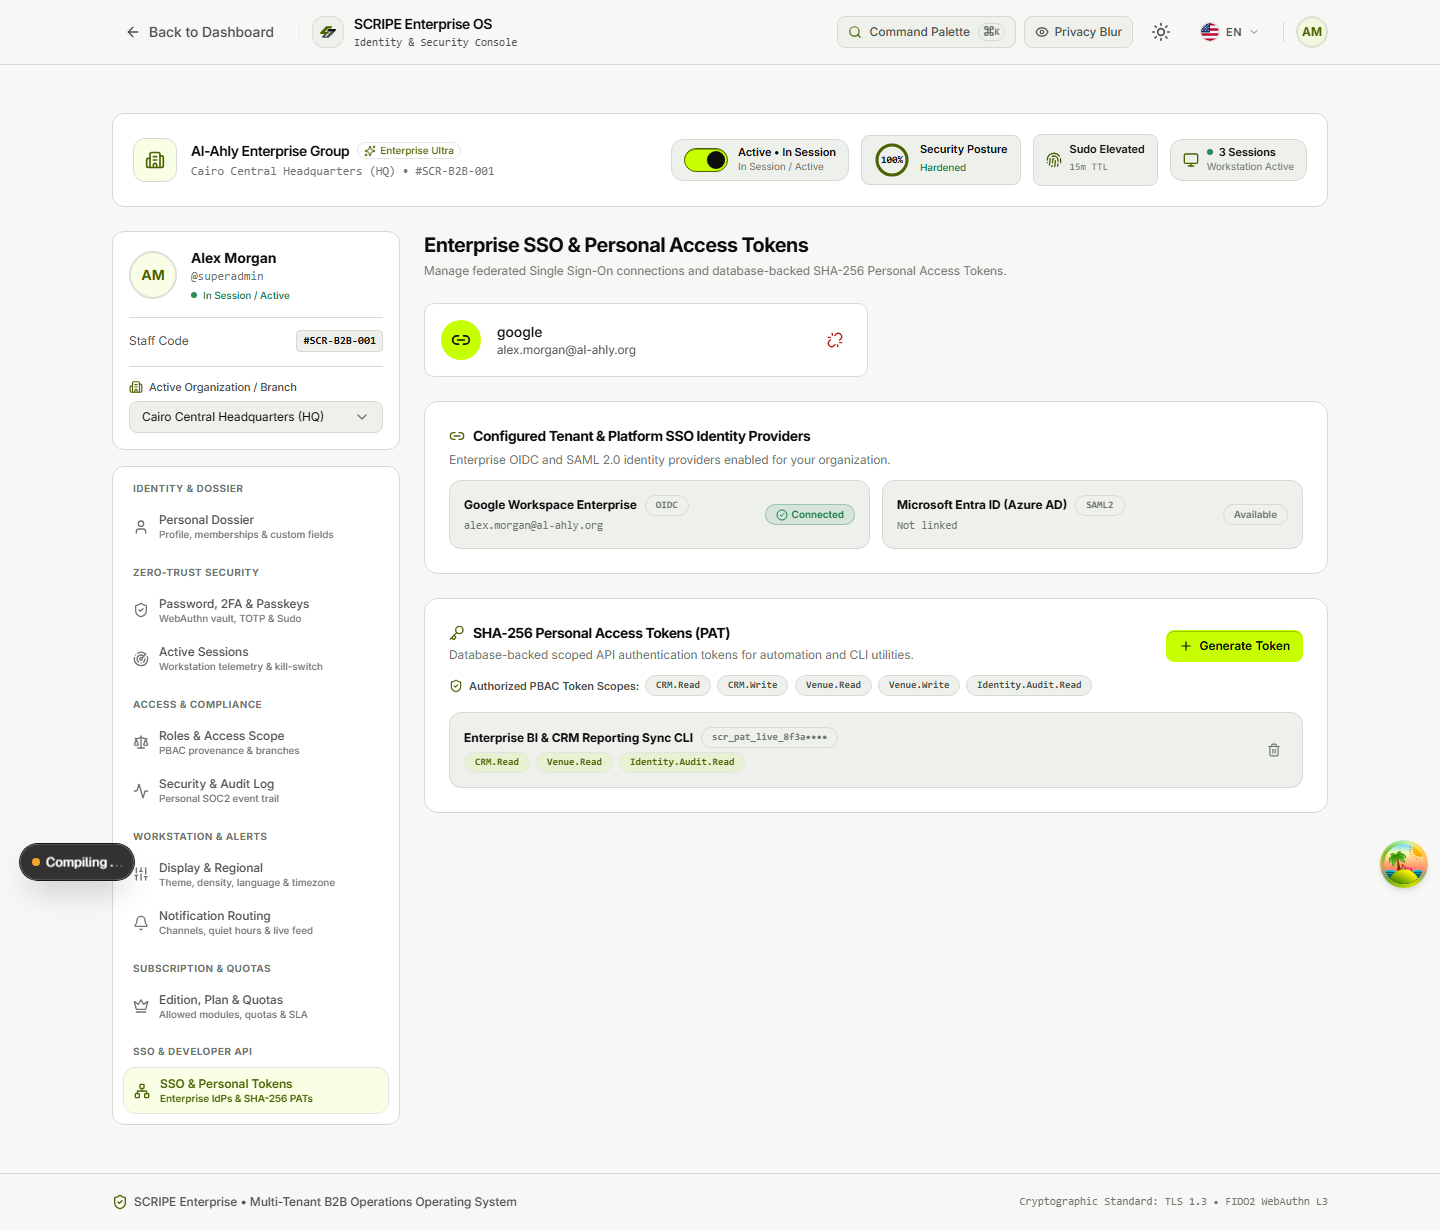 Back to Dashboard
SCRIPE Enterprise OS
Identity & Security Console
Command Palette ⌘K
Privacy Blur
EN
AM
Al-Ahly Enterprise Group
Enterprise Ultra
Cairo Central Headquarters (HQ) • #SCR-B2B-001
Active • In Session
In Session / Active
100%
Security Posture
Hardened
Sudo Elevated
15m TTL
3 Sessions
Workstation Active
AM
Alex Morgan
@superadmin
In Session / Active
Staff Code
#SCR-B2B-001
Active Organization / Branch
Cairo Central Headquarters (HQ)
IDENTITY & DOSSIER
Personal Dossier
Profile, memberships & custom fields
ZERO-TRUST SECURITY
Password, 2FA & Passkeys
WebAuthn vault, TOTP & Sudo
Active Sessions
Workstation telemetry & kill-switch
ACCESS & COMPLIANCE
Roles & Access Scope
PBAC provenance & branches
Security & Audit Log
Personal SOC2 event trail
WORKSTATION & ALERTS
Compiling ...
Display & Regional
Theme, density, language & timezone
Notification Routing
Channels, quiet hours & live feed
SUBSCRIPTION & QUOTAS
Edition, Plan & Quotas
Allowed modules, quotas & SLA
SSO & DEVELOPER API
SSO & Personal Tokens
Enterprise IdPs & SHA-256 PATs
Enterprise SSO & Personal Access Tokens
Manage federated Single Sign-On connections and database-backed SHA-256 Personal Access Tokens.
google
alex.morgan@al-ahly.org
Configured Tenant & Platform SSO Identity Providers
Enterprise OIDC and SAML 2.0 identity providers enabled for your organization.
Google Workspace Enterprise OIDC
alex.morgan@al-ahly.org
Connected
Microsoft Entra ID (Azure AD) SAML2
Not linked
Available
SHA-256 Personal Access Tokens (PAT)
Database-backed scoped API authentication tokens for automation and CLI utilities.
Generate Token
Authorized PBAC Token Scopes: CRM.Read CRM.Write Venue.Read Venue.Write Identity.Audit.Read
Enterprise BI & CRM Reporting Sync CLI scr_pat_live_8f3a••••
CRM.Read Venue.Read Identity.Audit.Read
SCRIPE Enterprise • Multi-Tenant B2B Operations Operating System
Cryptographic Standard: TLS 1.3 • FIDO2 WebAuthn L3